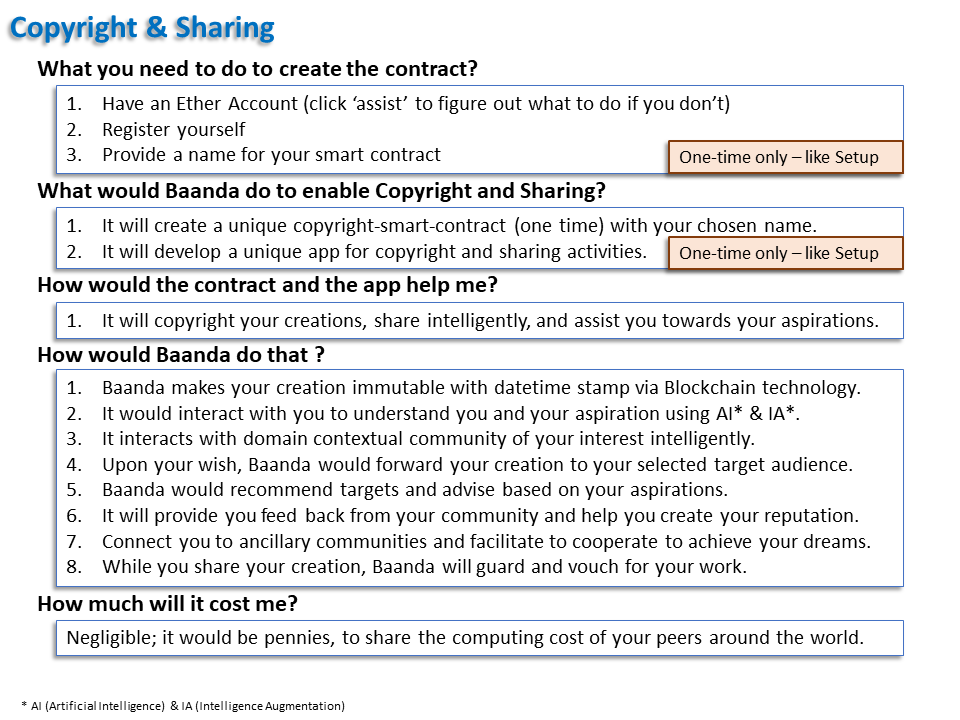 Copyright & Sharing
What you need to do to create the contract?
1. Have an Ether Account (click ‘assist’ to figure out what to do if you don’t)
2. Register yourself
3. Provide a name for your smart contract
One-time only – like Setup
What would Baanda do to enable Copyright and Sharing?
1. It will create a unique copyright-smart-contract (one time) with your chosen name.
2. It will develop a unique app for copyright and sharing activities.
One-time only – like Setup
How would the contract and the app help me?
1. It will copyright your creations, share intelligently, and assist you towards your aspirations.
How would Baanda do that ?
1. Baanda makes your creation immutable with datetime stamp via Blockchain technology.
2. It would interact with you to understand you and your aspiration using AI* & IA*.
3. It interacts with domain contextual community of your interest intelligently.
4. Upon your wish, Baanda would forward your creation to your selected target audience.
5. Baanda would recommend targets and advise based on your aspirations.
6. It will provide you feed back from your community and help you create your reputation.
7. Connect you to ancillary communities and facilitate to cooperate to achieve your dreams.
8. While you share your creation, Baanda will guard and vouch for your work.
How much will it cost me?
Negligible; it would be pennies, to share the computing cost of your peers around the world.
* AI (Artificial Intelligence) & IA (Intelligence Augmentation)